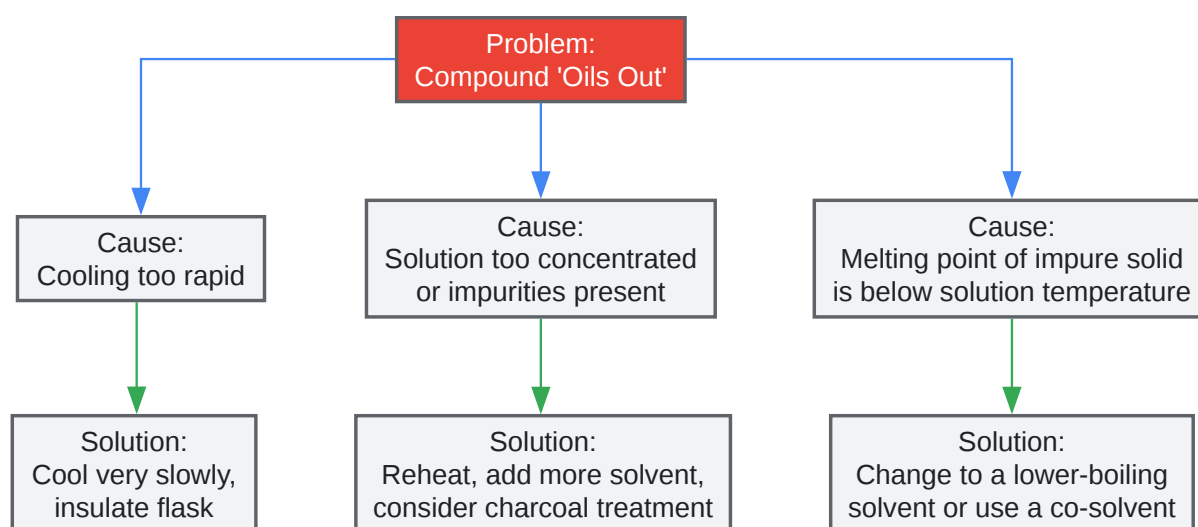 Problem:
Compound 'Oils Out'
Cause:
Cooling too rapid
Cause:
Solution too concentrated
or impurities present
Cause:
Melting point of impure solid
is below solution temperature
Solution:
Cool very slowly,
insulate flask
Solution:
Reheat, add more solvent,
consider charcoal treatment
Solution:
Change to a lower-boiling
solvent or use a co-solvent